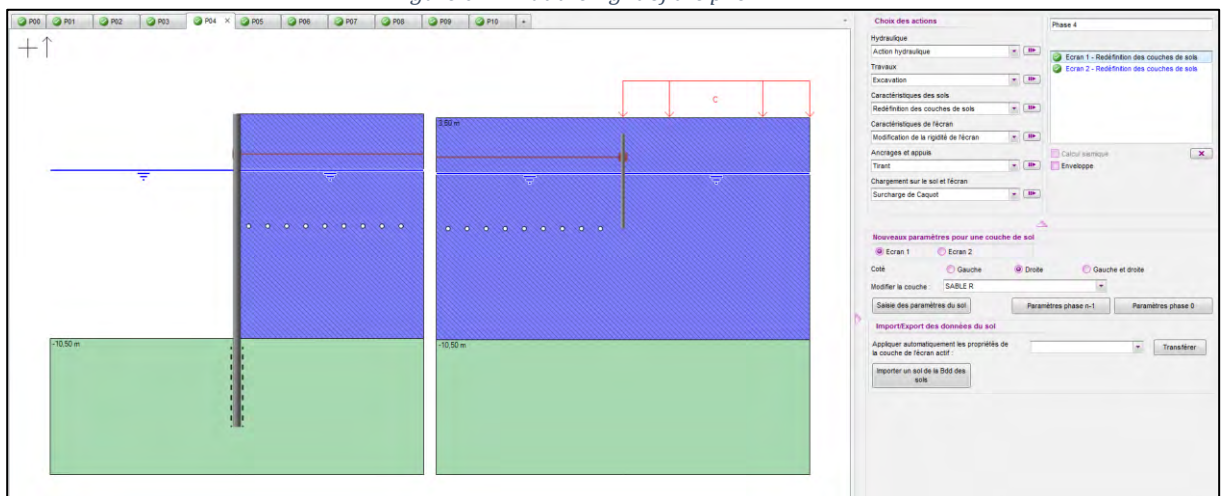 P00 P01 P02 P03 P04 × P05 P06 P07 P08 P09 P10 +
C
3,50 m
-10,50 m
-10,50 m
Choix des actions
Hydraulique
Action hydraulique
Travaux
Excavation
Caractéristiques des sols
Redéfinition des couches de sols
Caractéristiques de l'écran
Modification de la rigidité de l'écran
Ancrages et appuis
Tirant
Chargement sur le sol et l'écran
Surcharge de Caquot
Phase 4
Ecran 1 - Redéfinition des couches de sols
Ecran 2 - Redéfinition des couches de sols
Calcul sismique
Enveloppe
Nouveaux paramètres pour une couche de sol
Ecran 1 Ecran 2
Coté Gauche Droite Gauche et droite
Modifier la couche : SABLE R
Saisie des paramètres du sol Paramètres phase n-1 Paramètres phase 0
Import/Export des données du sol
Appliquer automatiquement les propriétés de
la couche de l'écran actif :
Transférer
Importer un sol de la Bdd des
sols